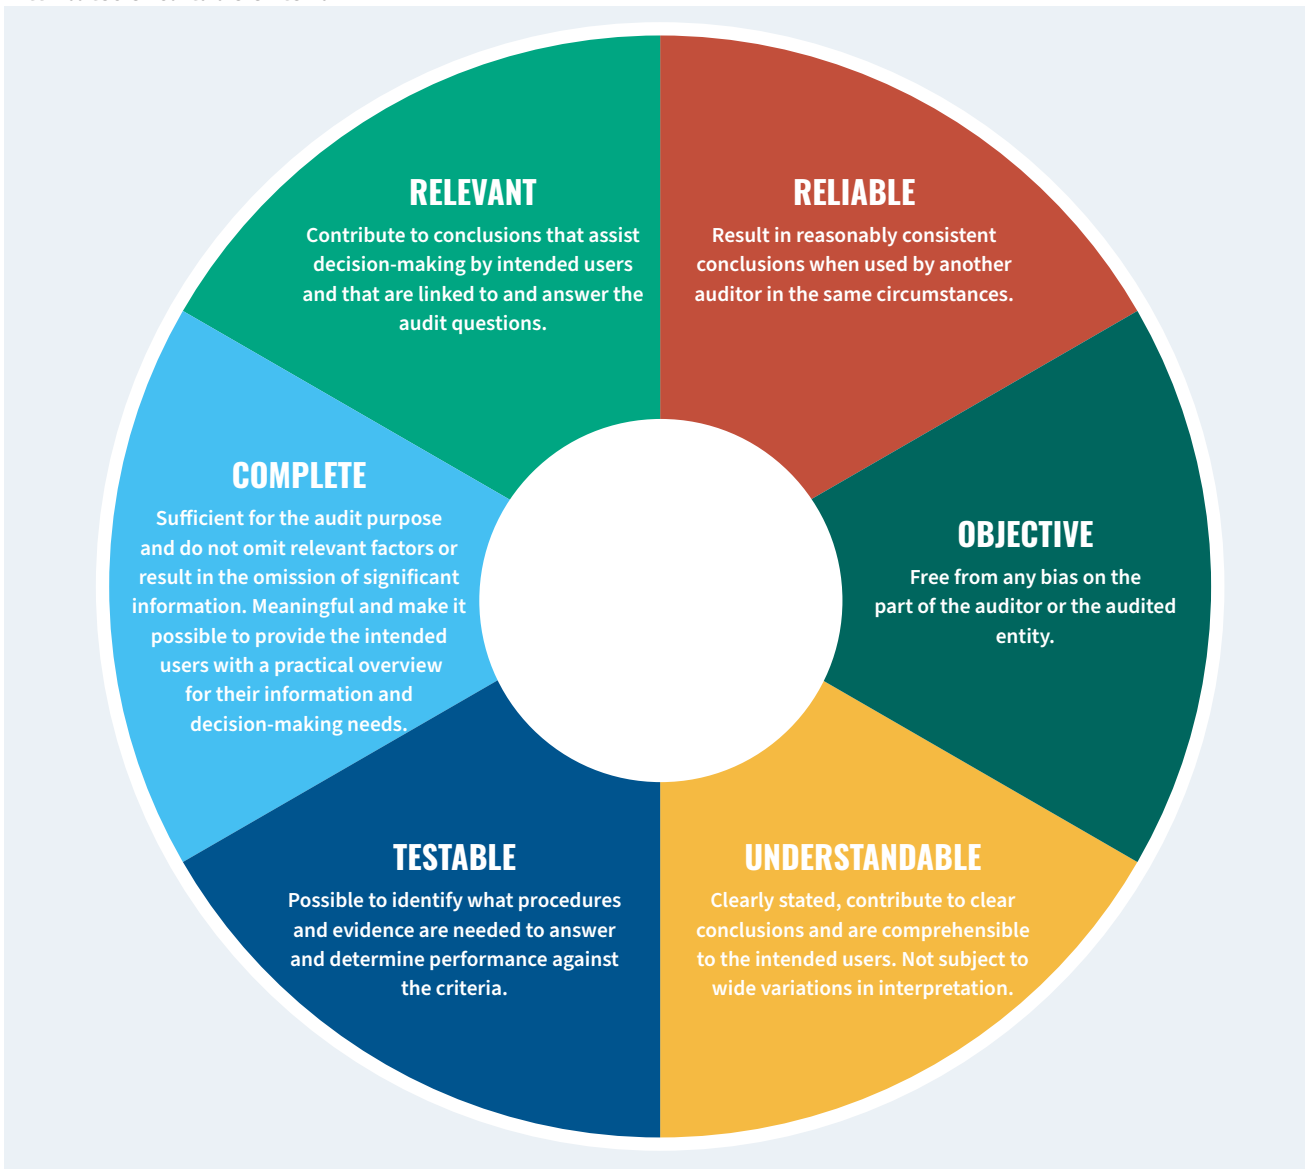 RELEVANT
Contribute to conclusions that assist
decision-making by intended users
and that are linked to and answer the
audit questions.
RELIABLE
Result in reasonably consistent
conclusions when used by another
auditor in the same circumstances.
COMPLETE
Sufficient for the audit purpose
and do not omit relevant factors or
result in the omission of significant
information. Meaningful and make it
possible to provide the intended
users with a practical overview
for their information and
decision-making needs.
OBJECTIVE
Free from any bias on the
part of the auditor or the audited
entity.
TESTABLE
Possible to identify what procedures
and evidence are needed to answer
and determine performance against
the criteria.
UNDERSTANDABLE
Clearly stated, contribute to clear
conclusions and are comprehensible
to the intended users. Not subject to
wide variations in interpretation.